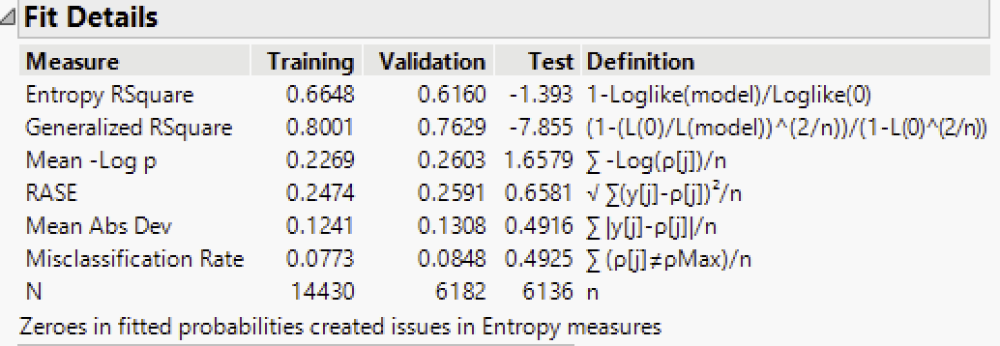 Fit Details
Measure Training Validation Test Definition
Entropy RSquare 0.6648 0.6160 -1.393 1-Loglike(model)/Loglike(0)
Generalized RSquare 0.8001 0.7629 -7.855 (1-(L(0)/L(model))^(2/n))/(1-L(0)^(2/n))
Mean -Log p 0.2269 0.2603 1.6579 ∑ -Log(ρ[j])/n
RASE 0.2474 0.2591 0.6581 √ ∑(y[j]-ρ[j])²/n
Mean Abs Dev 0.1241 0.1308 0.4916 ∑ |y[j]-ρ[j]|/n
Misclassification Rate 0.0773 0.0848 0.4925 ∑ (ρ[j]≠ρMax)/n
N 14430 6182 6136 n
Zeroes in fitted probabilities created issues in Entropy measures